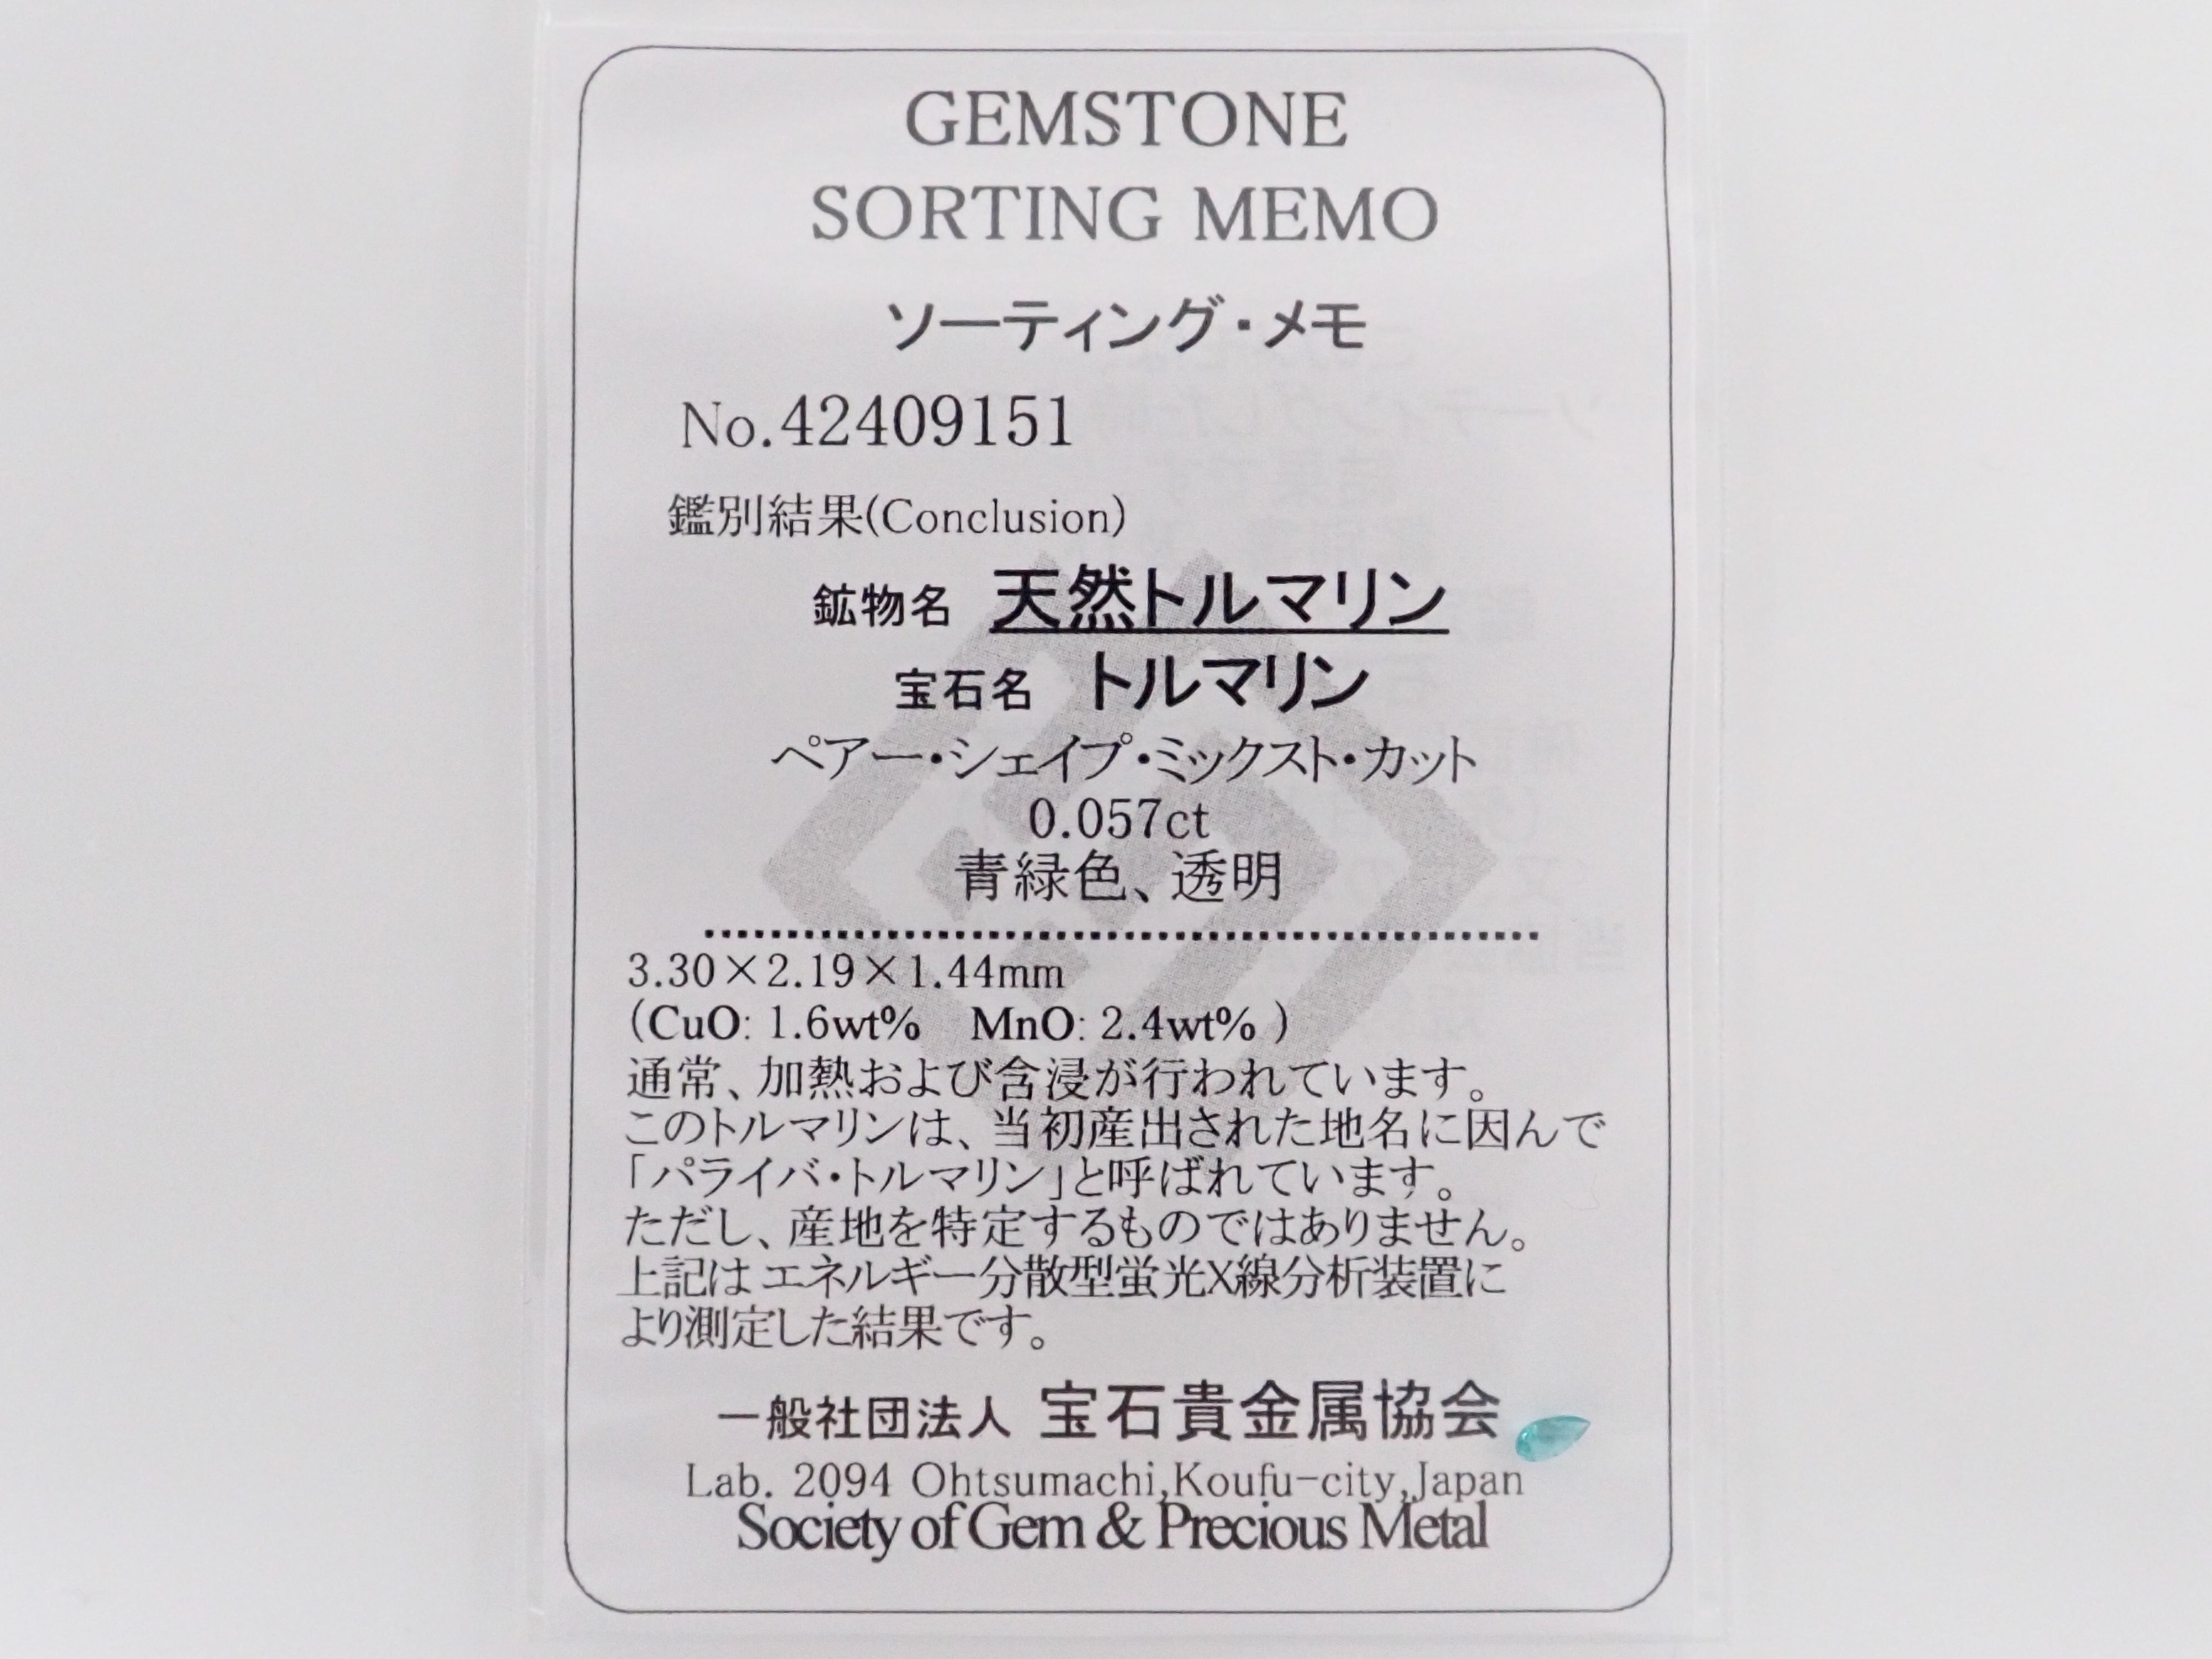 GEMSTONE
SORTING MEMO
ソーティング・メモ
No.42409151
鑑別結果(Conclusion)
鉱物名 天然トルマリン
宝石名 トルマリン
ペアー・シェイプ・ミックスト・カット
0.057ct
青緑色、透明
3.30×2.19×1.44mm
(CuO: 1.6wt% MnO: 2.4wt% )
通常、加熱および含浸が行われています。
このトルマリンは、当初産出された地名に因んで
「パライバ・トルマリン」と呼ばれています。
ただし、産地を特定するものではありません。
上記はエネルギー分散型蛍光X線分析装置に
より測定した結果です。
一般社団法人 宝石貴金属協会
Lab. 2094 Ohtsumachi,Koufu-city,Japan
Society of Gem & Precious Metal